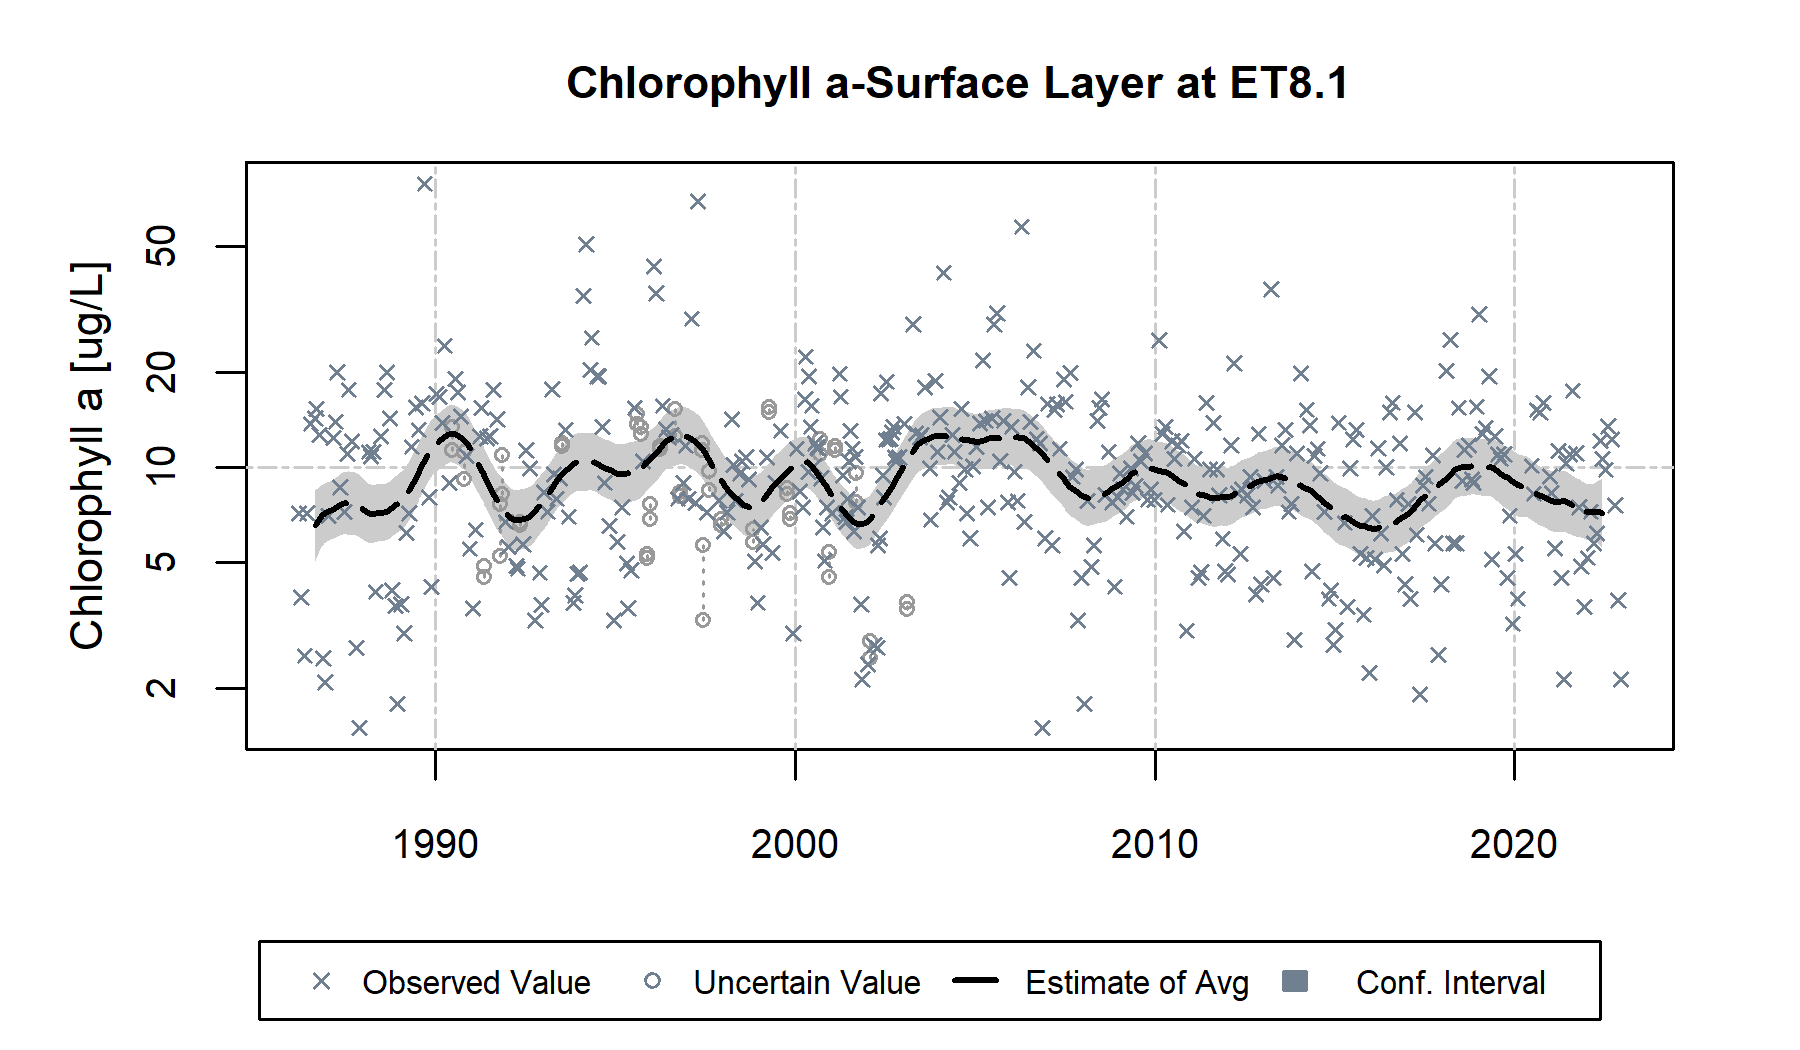 Chlorophyll a-Surface Layer at ET8.1
Chlorophyll a [ug/L]
50
20
10
5
2
1990 2000 2010 2020
Observed Value Uncertain Value Estimate of Avg Conf. Interval